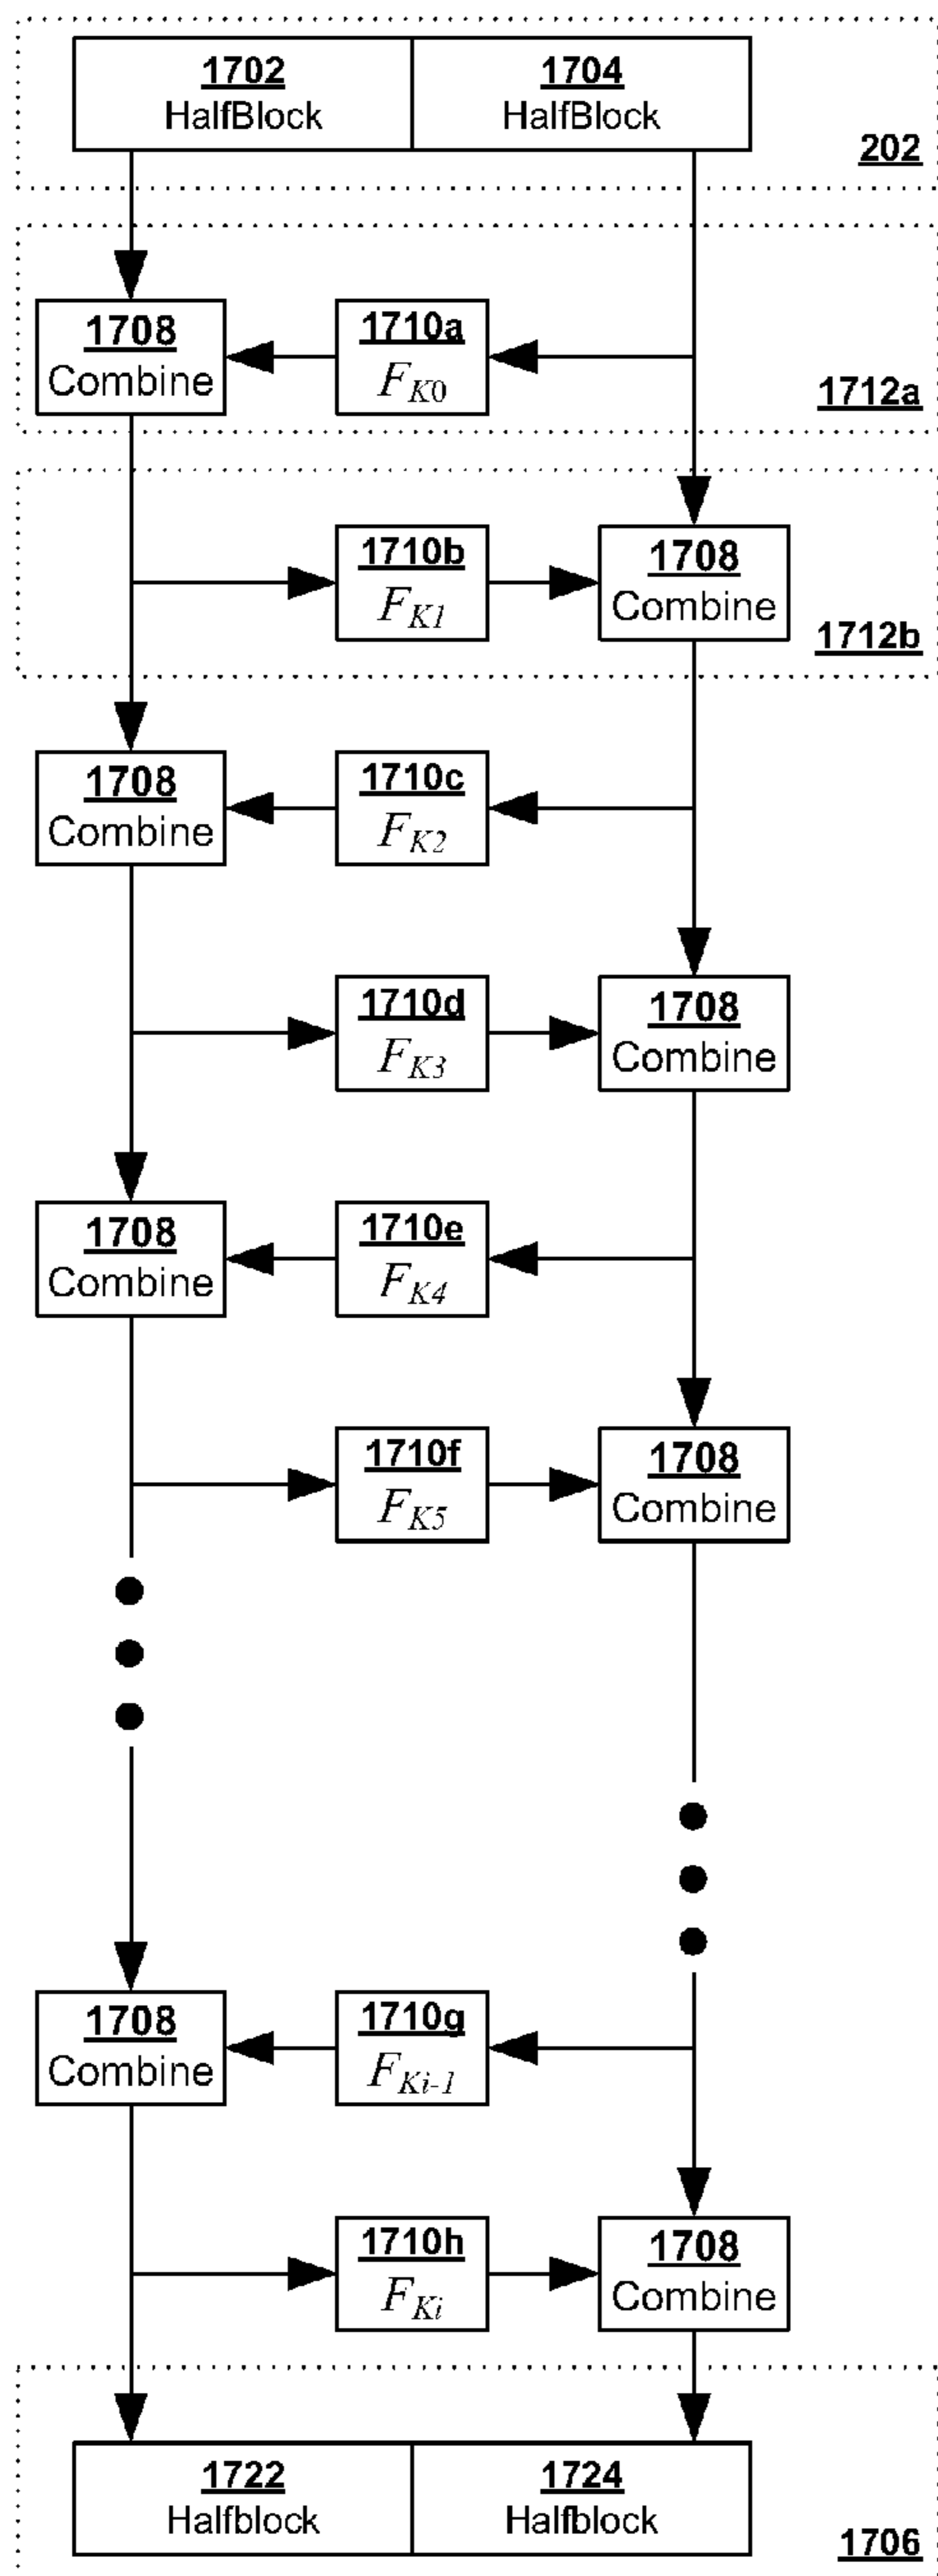 1702
HalfBlock
1704
HalfBlock
202
1708
Combine
1710a
FK0
1712a
1710b
FK1
1708
Combine
1712b
1708
Combine
1710c
FK2
1710d
FK3
1708
Combine
1708
Combine
1710e
FK4
1710f
FK5
1708
Combine
1708
Combine
1710g
FKi-1
1710h
FKi
1708
Combine
1722
Halfblock
1724
Halfblock
1706